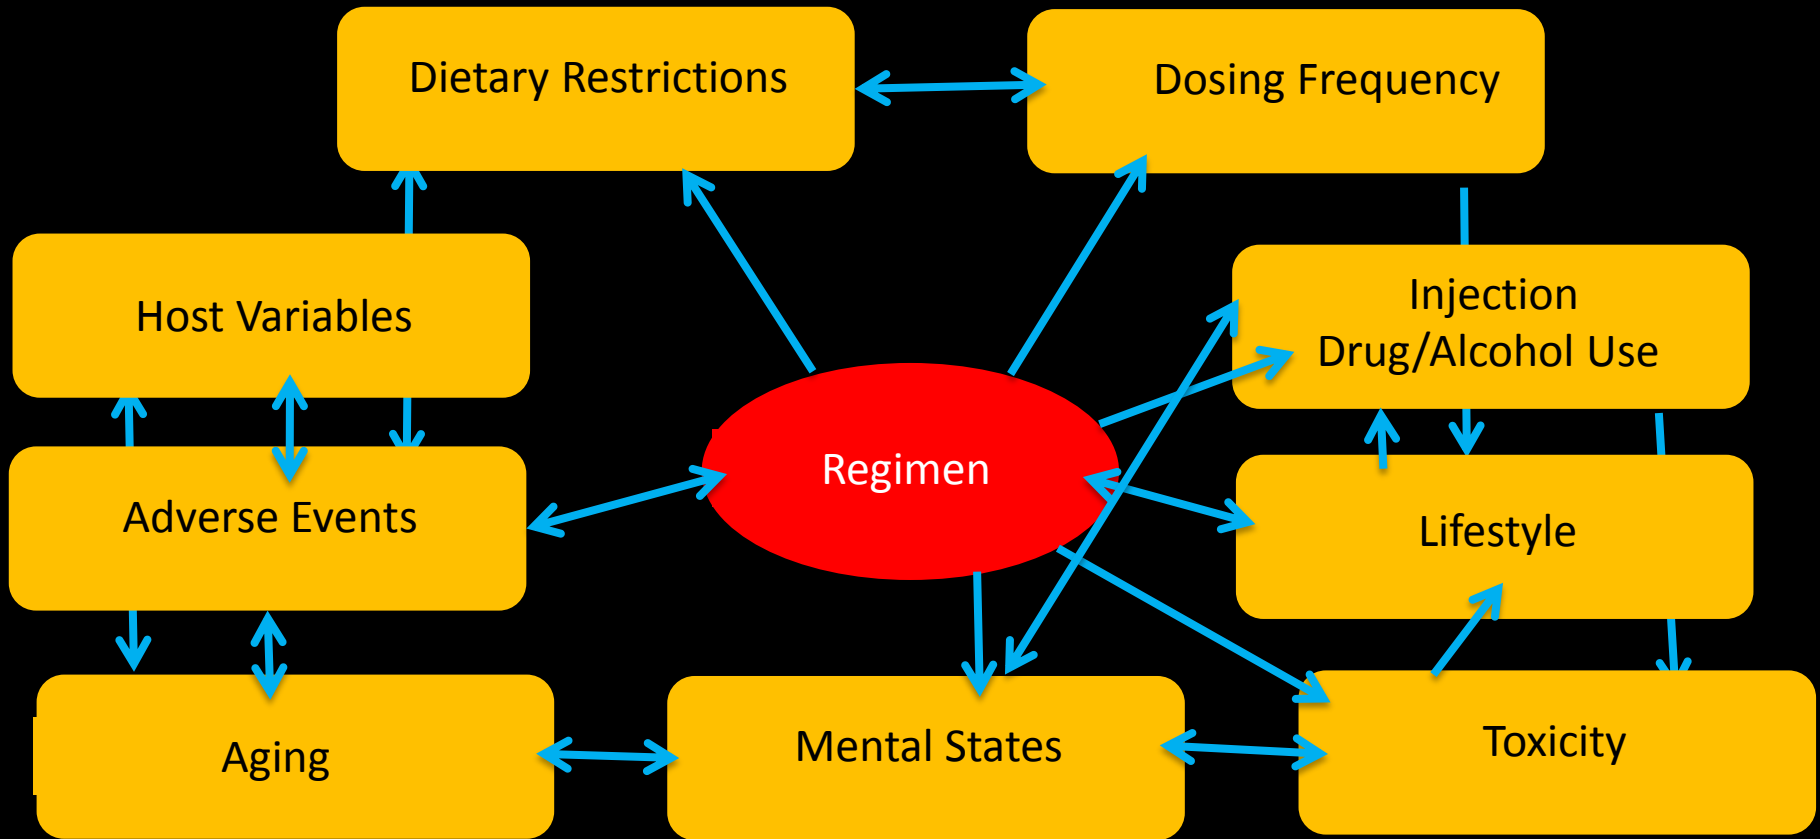 Dietary Restrictions
Dosing Frequency
Host Variables
Injection
Drug/Alcohol Use
Regimen
Adverse Events
Lifestyle
Aging
Mental States
Toxicity